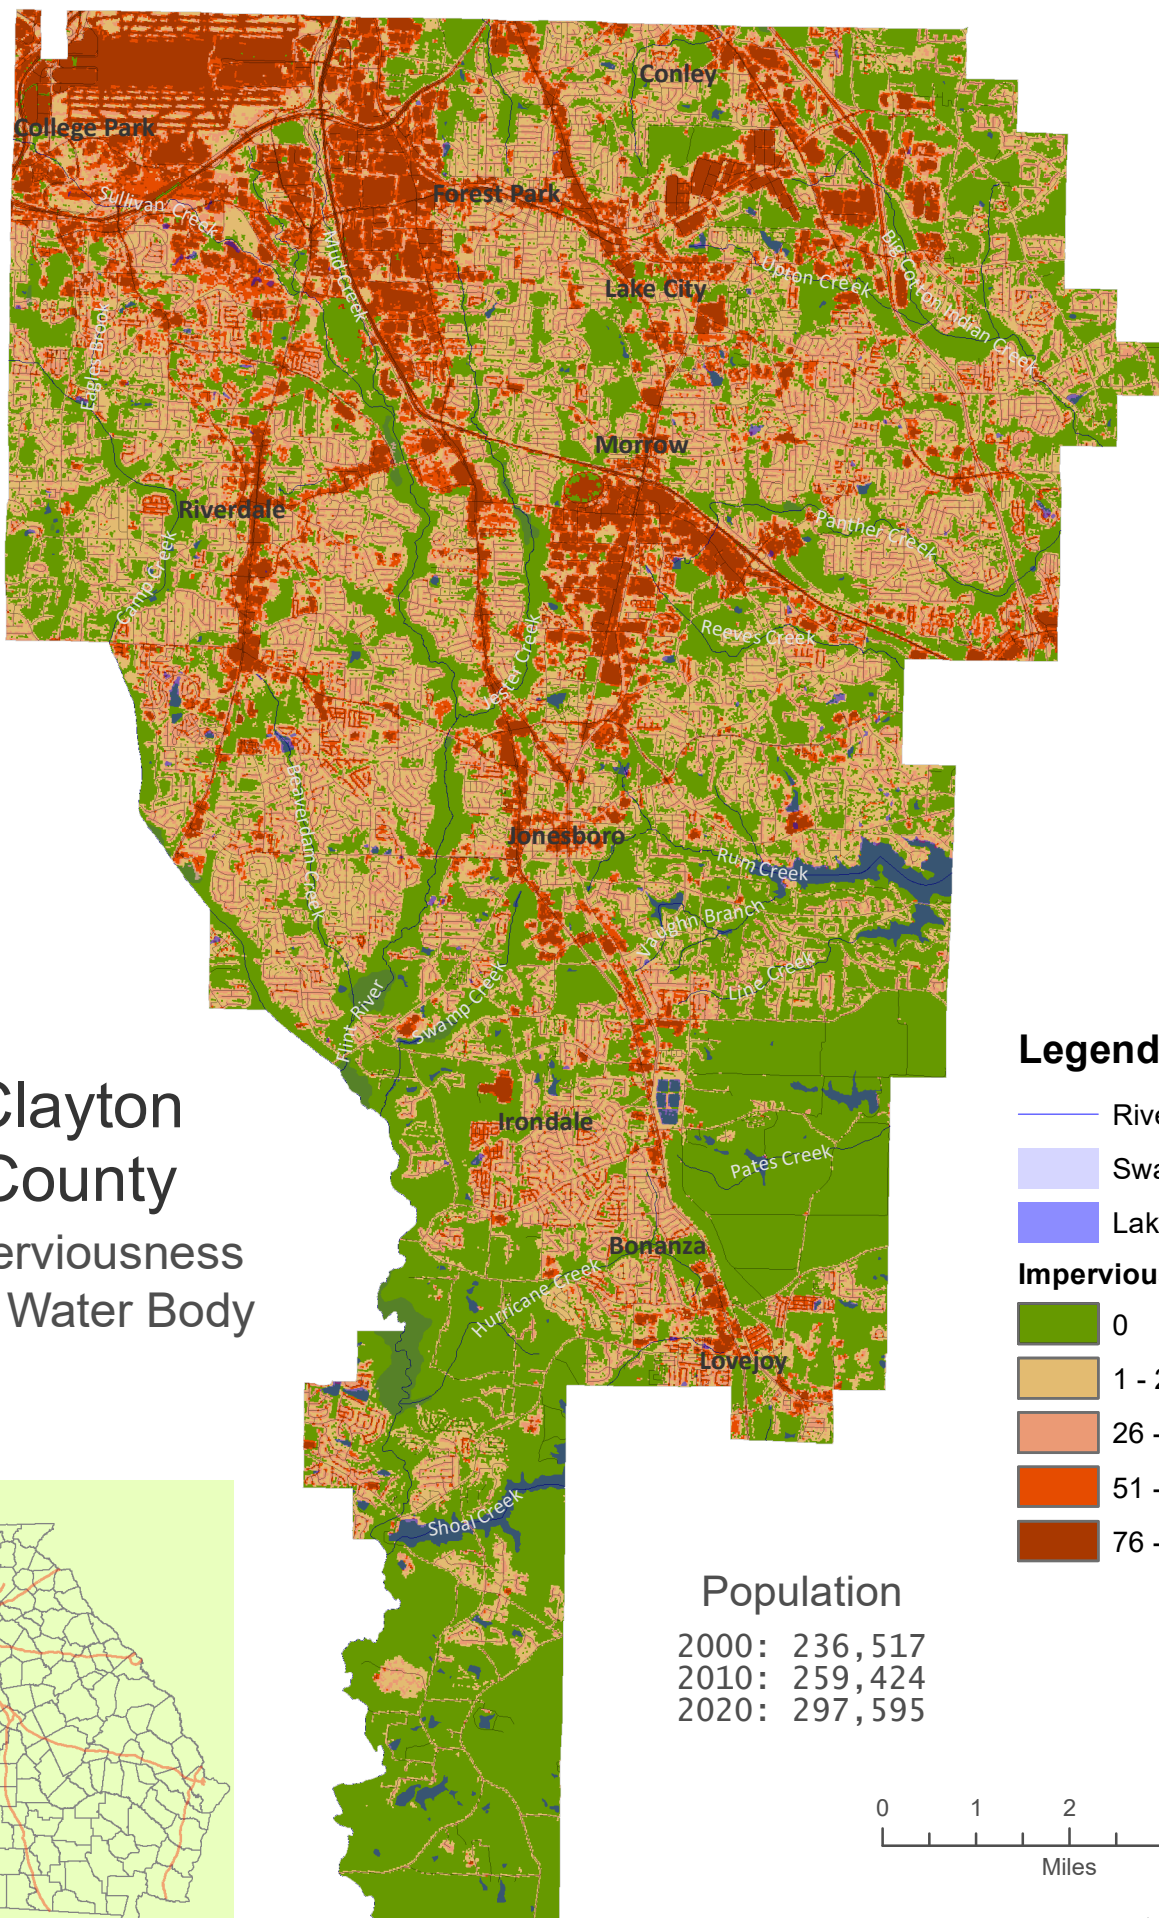 Conley
College Park
Forest Park
Sullivan Creek
Mud Creek
Big Cotton Indian Creek
Upton Creek
Lake City
Eagle Brook
Morrow
Riverdale
Panther Creek
Camp Creek
Reeves Creek
Jester Creek
Beaverdam Creek
Jonesboro
Rum Creek
Vaughn Branch
Line Creek
Swamp Creek
Flint River
Legend
Clayton
County
Irondale
Pates Creek
erviousness
Water Body
Bonanza
Hurricane Creek
Lovejoy
Rive
Swa
Lak
Imperviou
0
1 - 2
26 -
51 -
76 -
Shoal Creek
Population
2000: 236,517
2010: 259,424
2020: 297,595
0 1 2
Miles